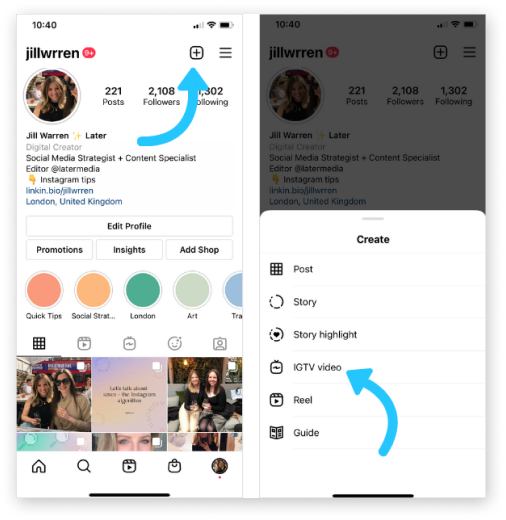 10:40
jillwrren 9+
221 2,108 1,302
Posts Followers Following
Jill Warren ✨ Later
Digital Creator
Social Media Strategist + Content Specialist
Editor @latermedia
👇 Instagram tips
linkin.bio/jillwrren
London, United Kingdom
Edit Profile
Promotions Insights Add Shop
Quick Tips Social Strat... London Art Tra
Let's talk about
saves + the Instagram
algorithm
10:40
jillwrren 9+
221 2,108 1,302
Posts Followers Following
Jill Warren ✨ Later
Digital Creator
Social Media Strategist + Content Specialist
Editor @latermedia
👇 Instagram tips
linkin.bio/jillwrren
London, United Kingdom
Create
Post
Story
Story highlight
IGTV video
Reel
Guide